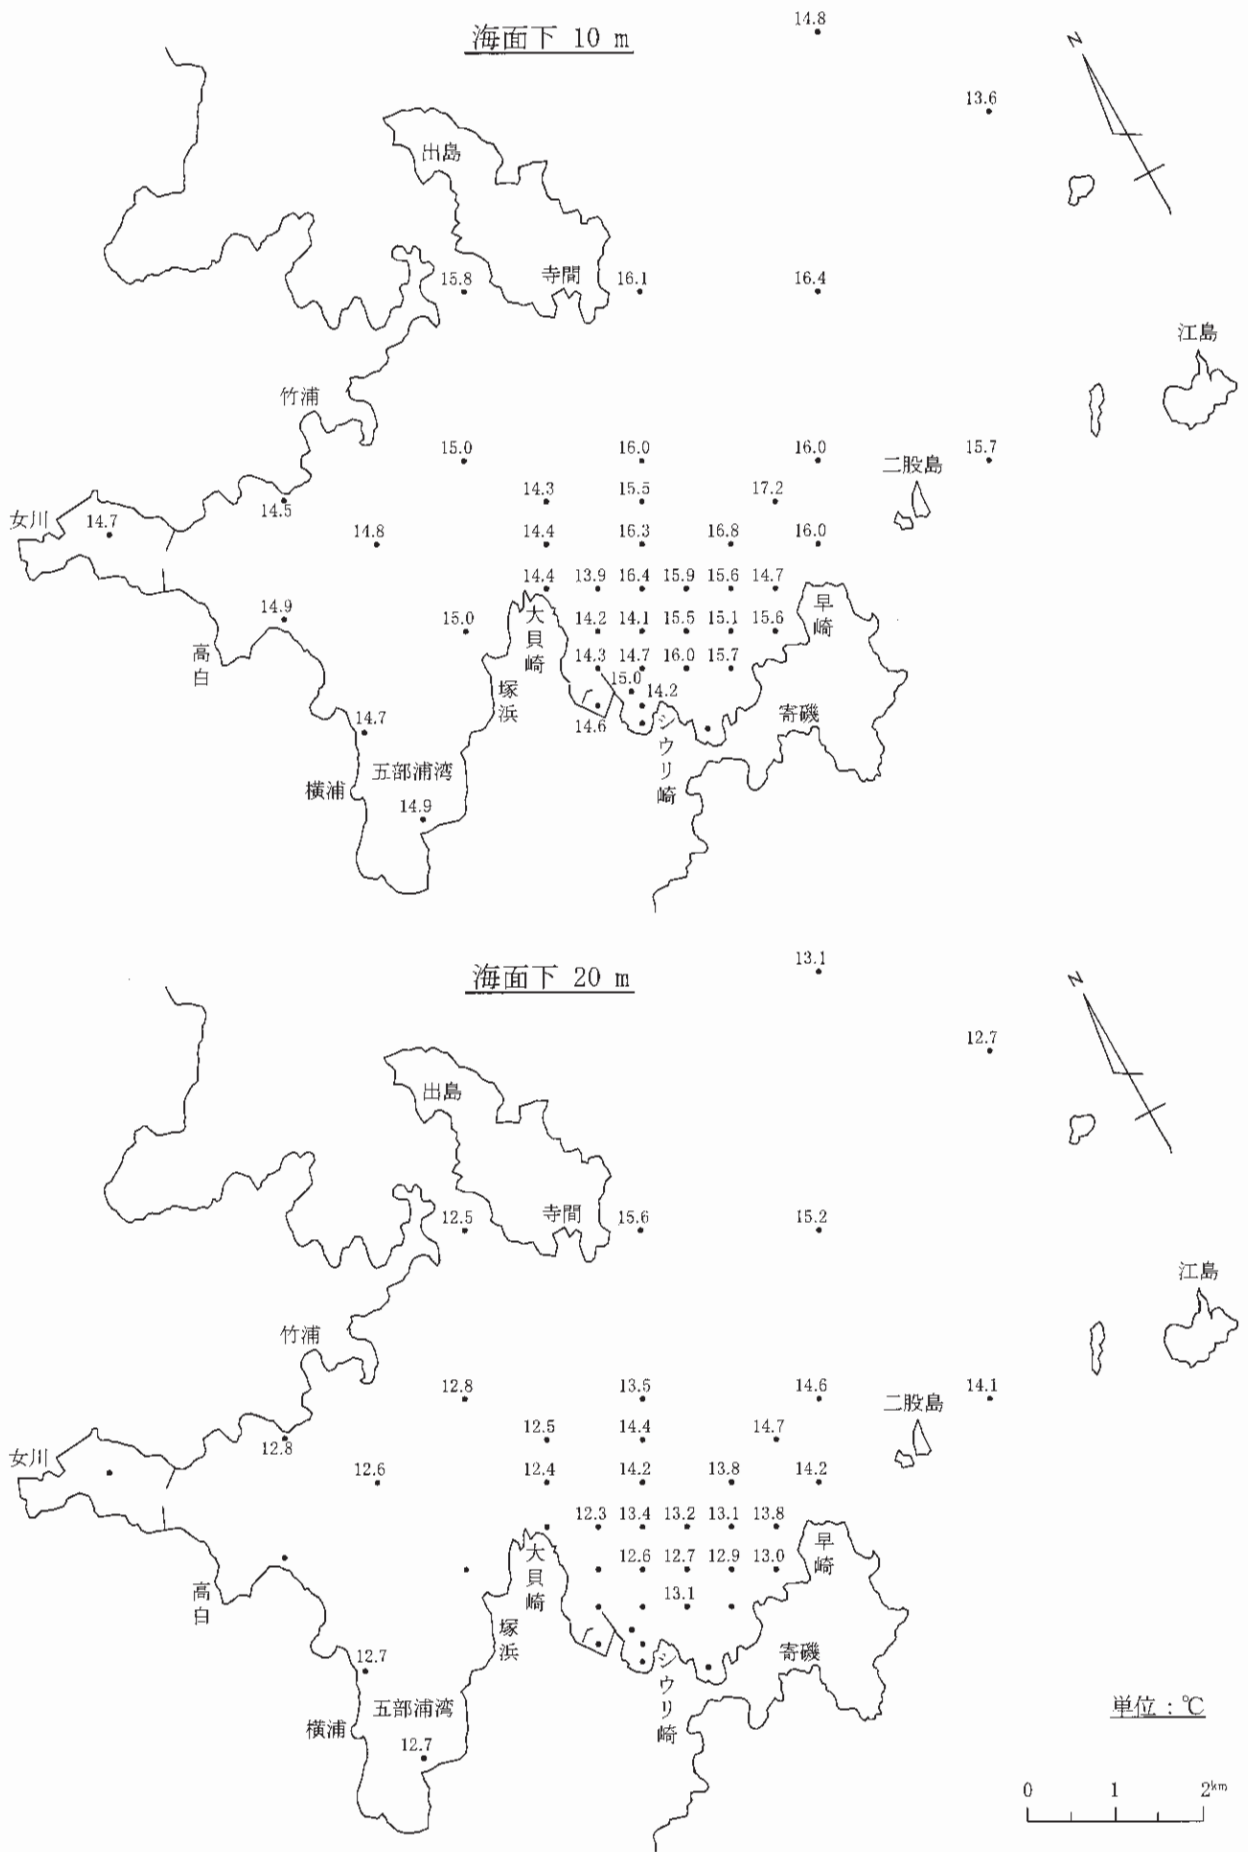 海面下 10 m
14.8
13.6
N
出島
寺間
15.8
16.1
16.4
江島
竹浦
15.0
16.0
16.0
15.7
二股島
14.3
15.5
17.2
女川
14.7
14.5
14.8
14.4
16.3
16.8
16.0
14.4
13.9
16.4
15.9
15.6
14.7
14.9
15.0
大貝崎
14.2
14.1
15.5
15.1
15.6
早崎
高白
塚浜
14.3
14.7
16.0
15.7
15.0
14.2
14.6
シウリ崎
寄磯
14.7
五部浦湾
横浦
14.9
海面下 20 m
13.1
12.7
N
出島
寺間
12.5
15.6
15.2
江島
竹浦
12.8
13.5
14.6
14.1
二股島
12.5
14.4
14.7
女川
12.8
12.6
12.4
14.2
13.8
14.2
12.3
13.4
13.2
13.1
13.8
大貝崎
12.6
12.7
12.9
13.0
早崎
高白
塚浜
13.1
シウリ崎
寄磯
12.7
五部浦湾
横浦
12.7
単位：℃
0 1 2km